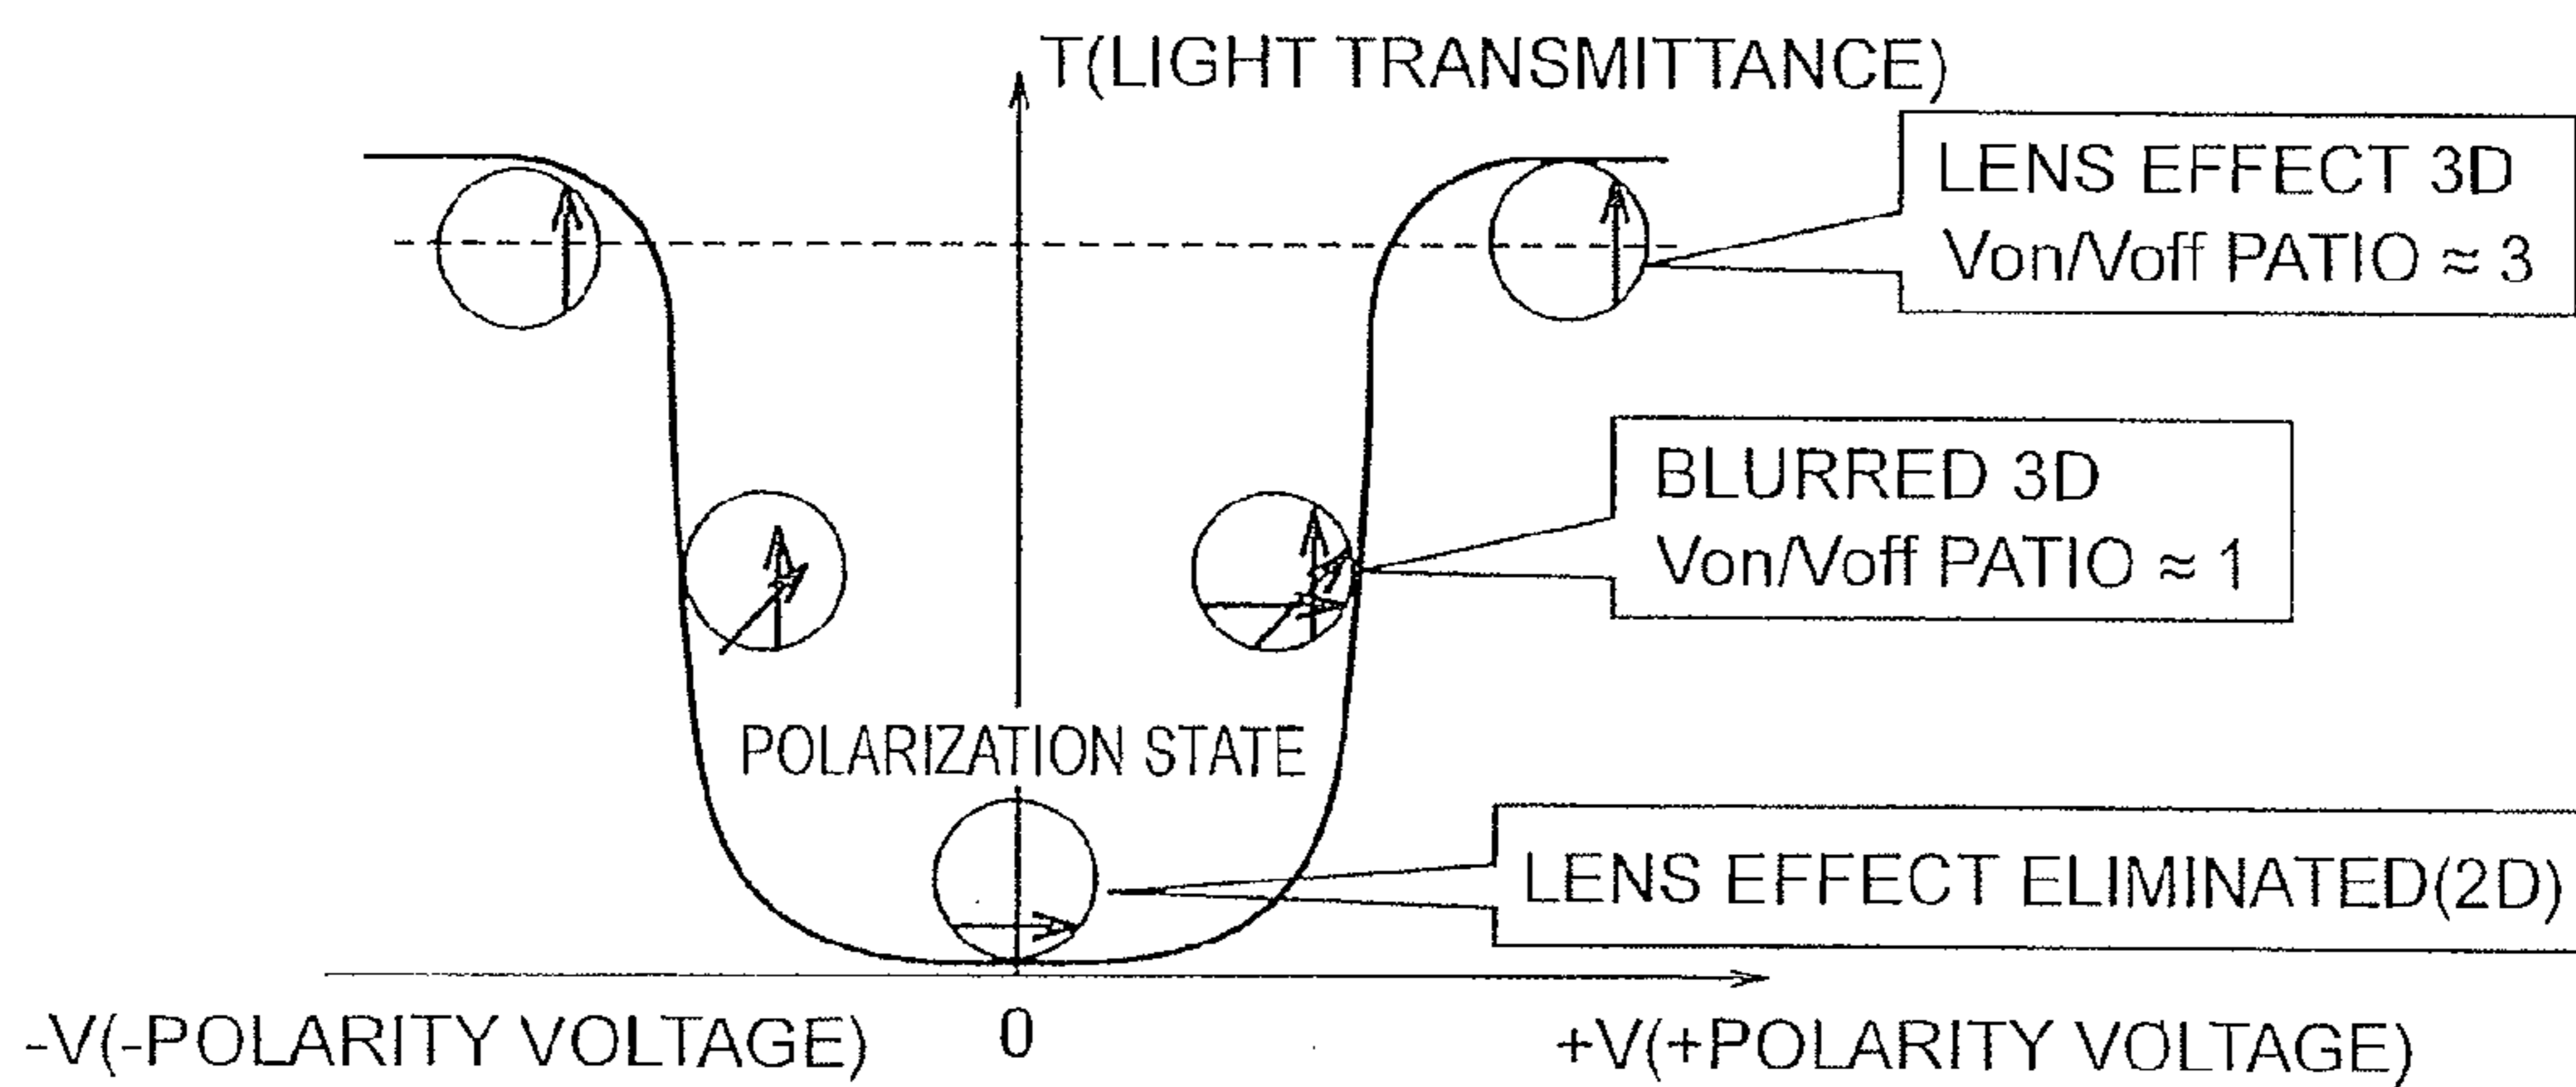 T(LIGHT TRANSMITTANCE)
LENS EFFECT 3D
Von/Voff PATIO ≈ 3
BLURRED 3D
Von/Voff PATIO ≈ 1
POLARIZATION STATE
LENS EFFECT ELIMINATED(2D)
-V(-POLARITY VOLTAGE)
0
+V(+POLARITY VOLTAGE)